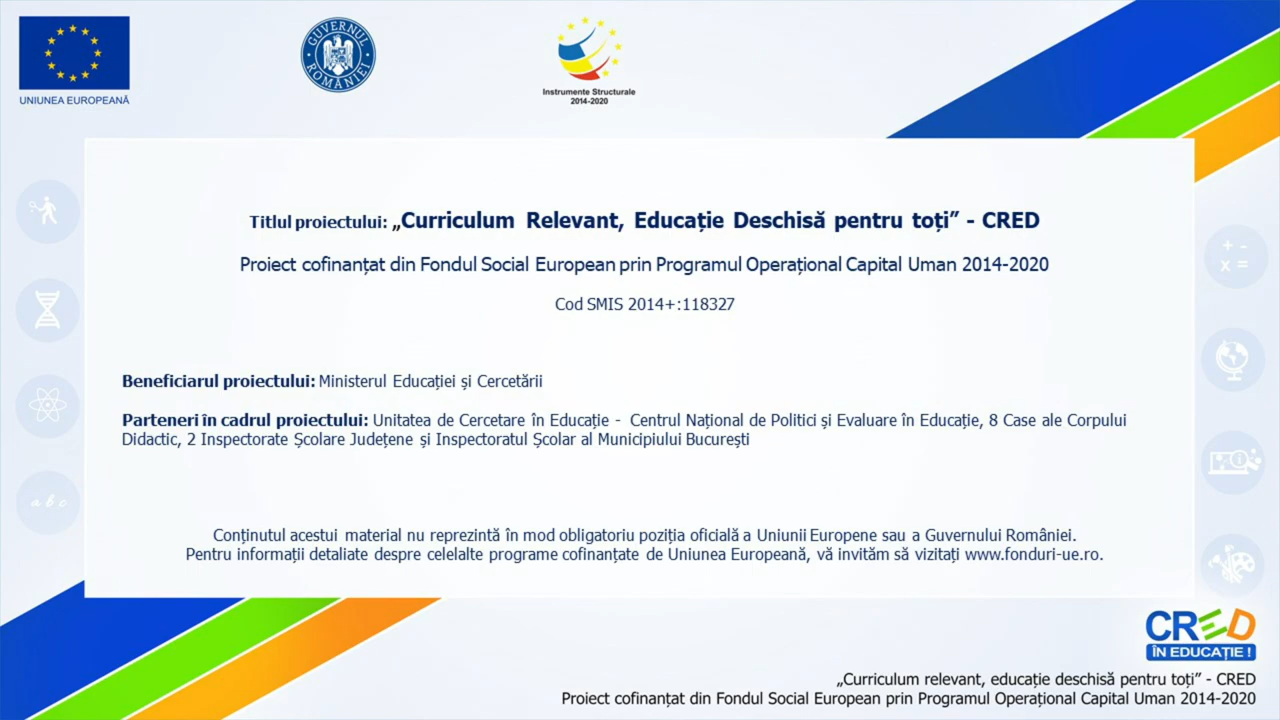 UNIUNEA EUROPEANĂ
GUVERNUL ROMÂNIEI
Instrumente Structurale
2014-2020
Titlul proiectului: „Curriculum Relevant, Educație Deschisă pentru toți” - CRED
Proiect cofinanțat din Fondul Social European prin Programul Operațional Capital Uman 2014-2020
Cod SMIS 2014+:118327
Beneficiarul proiectului: Ministerul Educației și Cercetării
Parteneri în cadrul proiectului: Unitatea de Cercetare în Educație - Centrul Național de Politici și Evaluare în Educație, 8 Case ale Corpului
Didactic, 2 Inspectorate Școlare Județene și Inspectoratul Școlar al Municipiului București
Conținutul acestui material nu reprezintă în mod obligatoriu poziția oficială a Uniunii Europene sau a Guvernului României.
Pentru informații detaliate despre celelalte programe cofinanțate de Uniunea Europeană, vă invităm să vizitați www.fonduri-ue.ro.
+ -
x =
a b c
CRED
ÎN EDUCAȚIE !
„Curriculum relevant, educație deschisă pentru toți” - CRED
Proiect cofinanțat din Fondul Social European prin Programul Operațional Capital Uman 2014-2020